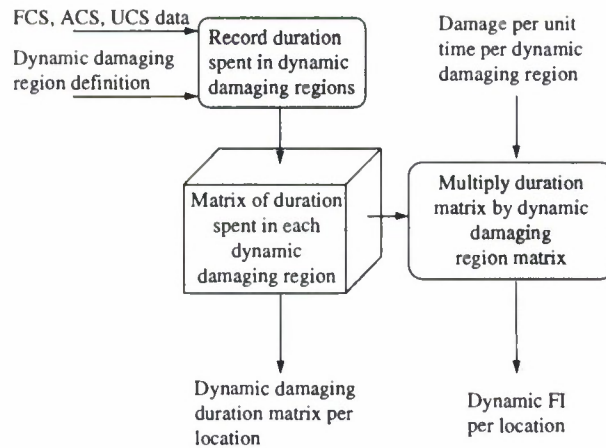 FCS, ACS, UCS data
Dynamic damaging
region definition
Record duration
spent in dynamic
damaging regions
Damage per unit
time per dynamic
damaging region
Matrix of duration
spent in each
dynamic
damaging region
Multiply duration
matrix by dynamic
damaging
region matrix
Dynamic damaging
duration matrix per
location
Dynamic FI
per location